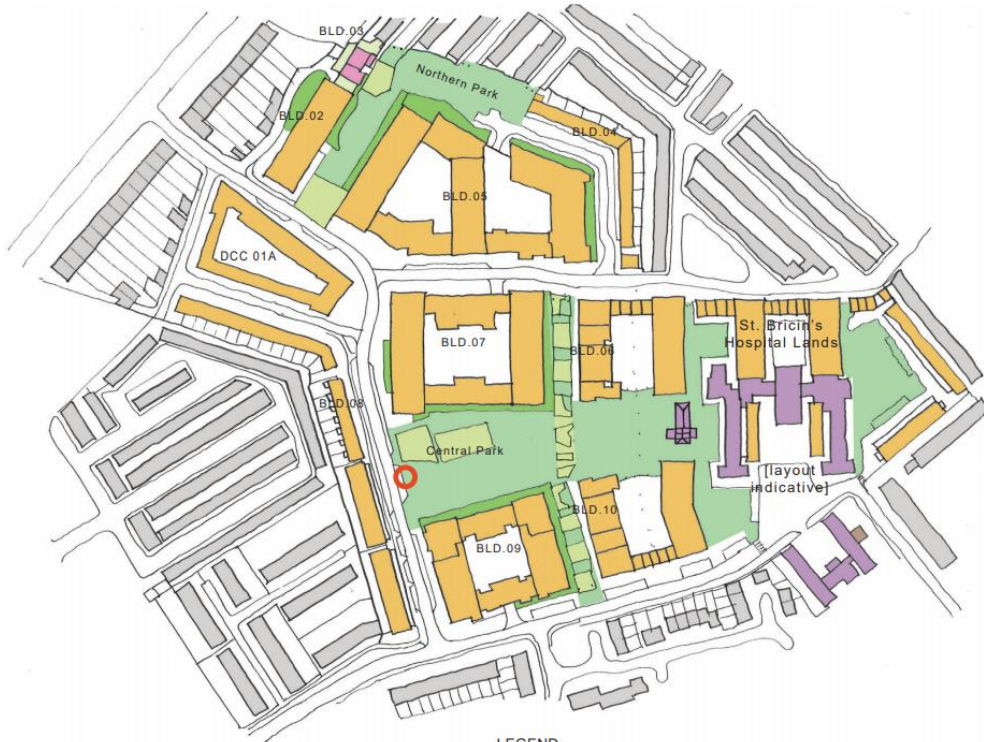 BLD.03
Northern Park
BLD.02
BLD.04
BLD.05
DCC 01A
St. Bricin's
Hospital Lands
BLD.07
BLD.06
BLD.08
Central Park
[layout
indicative]
BLD.10
BLD.09
LEGEND